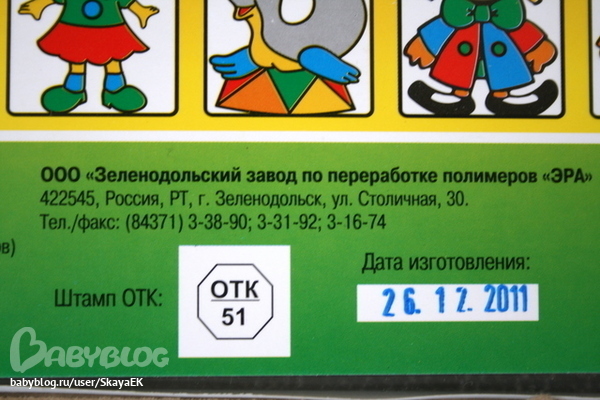 ООО «Зеленодольский завод по переработке полимеров «ЭРА»
422545, Россия, РТ, г. Зеленодольск, ул. Столичная, 30.
Тел./факс: (84371) 3-38-90; 3-31-92; 3-16-74
Дата изготовления:
Штамп ОТК:
ОТК
51
26.12.2011
BABYBLOG
babyblog.ru/user/SkayaEK